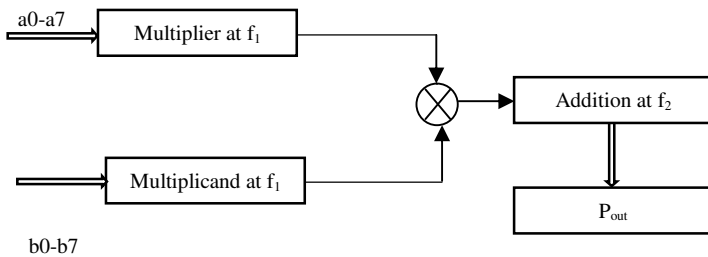 a0-a7
Multiplier at f₁
Addition at f₂
Multiplicand at f₁
Pₒᵤₜ
b0-b7